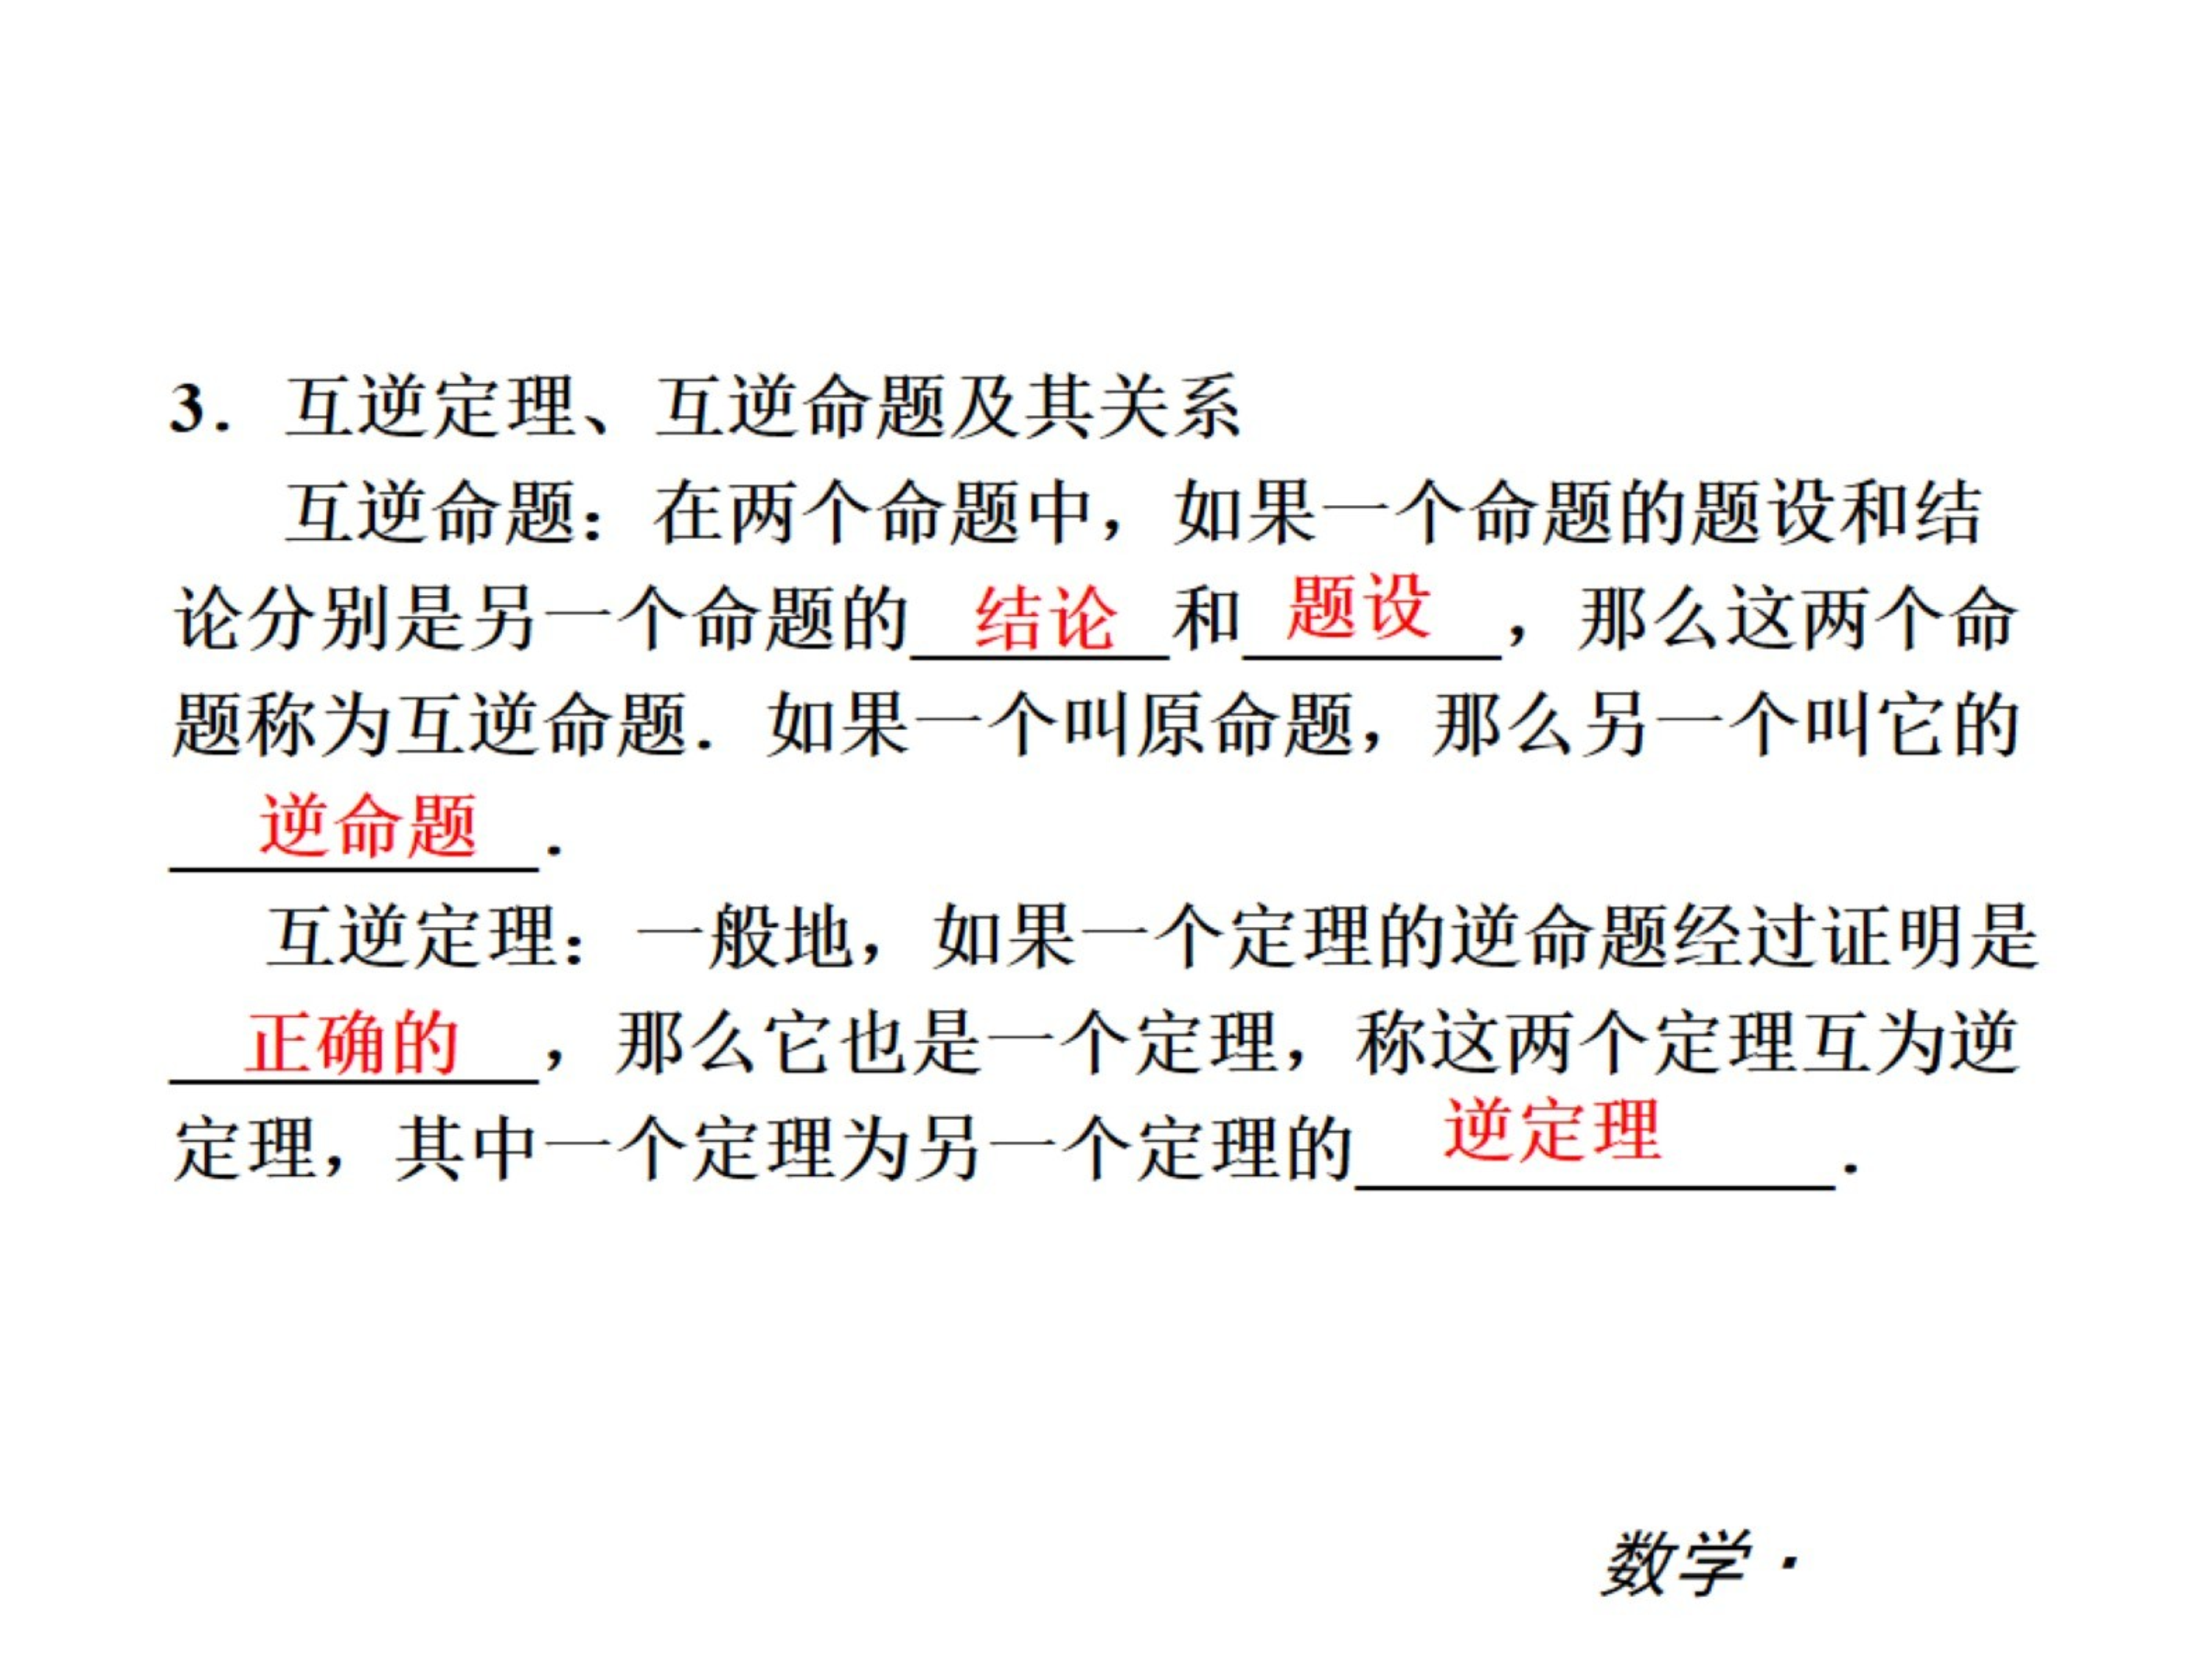 3. 互逆定理、互逆命题及其关系
互逆命题：在两个命题中，如果一个命题的题设和结
论分别是另一个命题的 结论 和 题设 ，那么这两个命
题称为互逆命题．如果一个叫原命题，那么另一个叫它的
逆命题 ．
互逆定理：一般地，如果一个定理的逆命题经过证明是
正确的 ，那么它也是一个定理，称这两个定理互为逆
定理，其中一个定理为另一个定理的 逆定理 ．
数学·